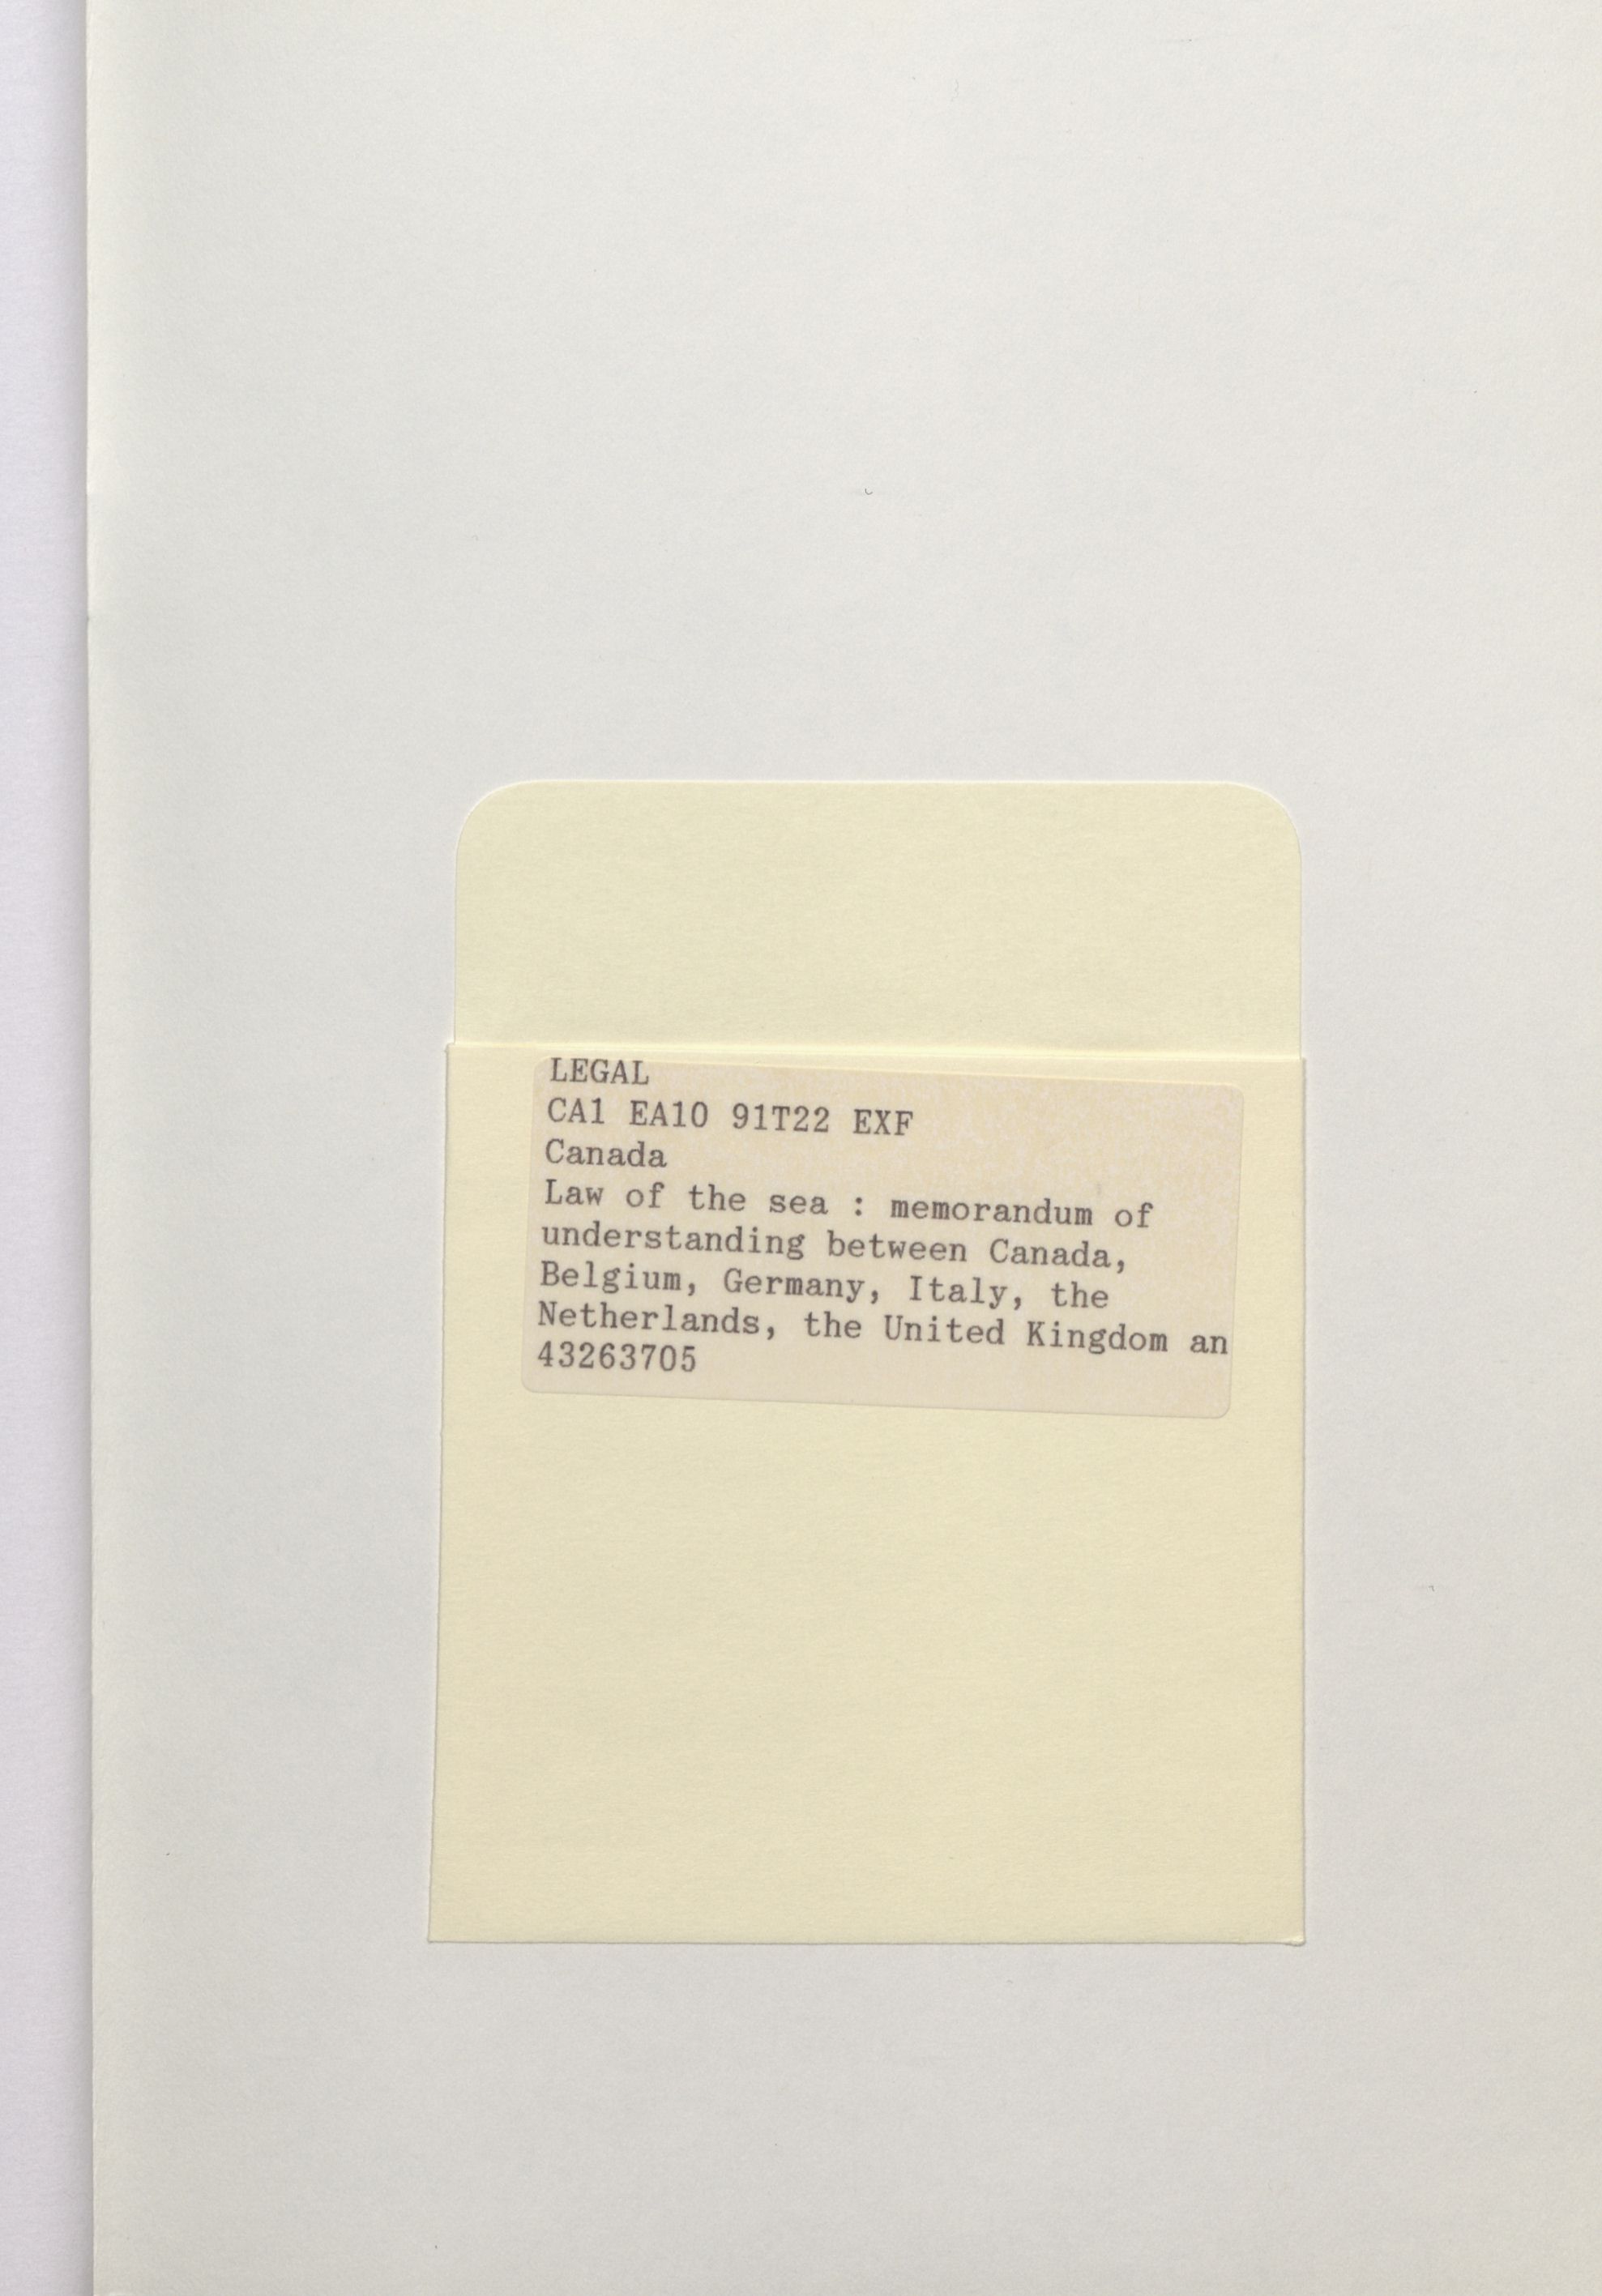 LEGAL
CA1 EA10 91T22 EXF
Canada
Law of the sea : memorandum of
understanding between Canada,
Belgium, Germany, Italy, the
Netherlands, the United Kingdom an
43263705